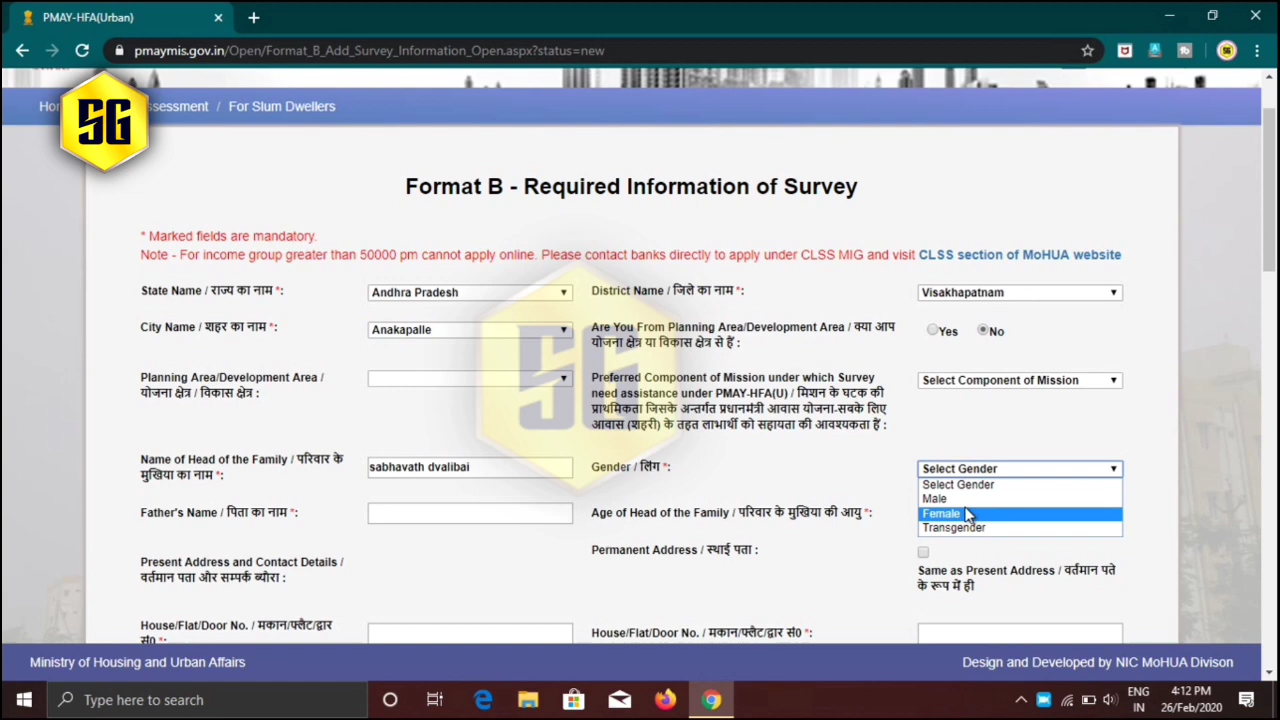 PMAY-HFA(Urban)
pmaymis.gov.in/Open/Format_B_Add_Survey_Information_Open.aspx?status=new
SG
For Slum Dwellers
Format B - Required Information of Survey
* Marked fields are mandatory.
Note - For income group greater than 50000 pm cannot apply online. Please contact banks directly to apply under CLSS MIG and visit CLSS section of MoHUA website
State Name / राज्य का नाम *:
Andhra Pradesh
District Name / जिले का नाम *:
Visakhapatnam
City Name / शहर का नाम *:
Anakapalle
Are You From Planning Area/Development Area / क्या आप
योजना क्षेत्र या विकास क्षेत्र से हैं :
Yes
No
Planning Area/Development Area /
योजना क्षेत्र / विकास क्षेत्र :
Preferred Component of Mission under which Survey
need assistance under PMAY-HFA(U) / मिशन के घटक की
प्राथमिकता जिसके अन्तर्गत प्रधानमंत्री आवास योजना-सबके लिए
आवास (शहरी) के तहत लाभार्थी को सहायता की आवश्यकता हैं :
Select Component of Mission
SG
Name of Head of the Family / परिवार के
मुखिया का नाम *:
sabhavath dvalibai
Gender / लिंग *:
Select Gender
Select Gender
Male
Female
Transgender
Father's Name / पिता का नाम *:
Age of Head of the Family / परिवार के मुखिया की आयु *:
Present Address and Contact Details /
वर्तमान पता और सम्पर्क ब्यौरा :
Permanent Address / स्थाई पता :
Same as Present Address / वर्तमान पते
के रूप में ही
House/Flat/Door No. / मकान/फ्लैट/द्वार
सं0 *:
House/Flat/Door No. / मकान/फ्लैट/द्वार सं0 *:
Ministry of Housing and Urban Affairs
Design and Developed by NIC MoHUA Divison
Type here to search
ENG
IN
4:12 PM
26/Feb/2020